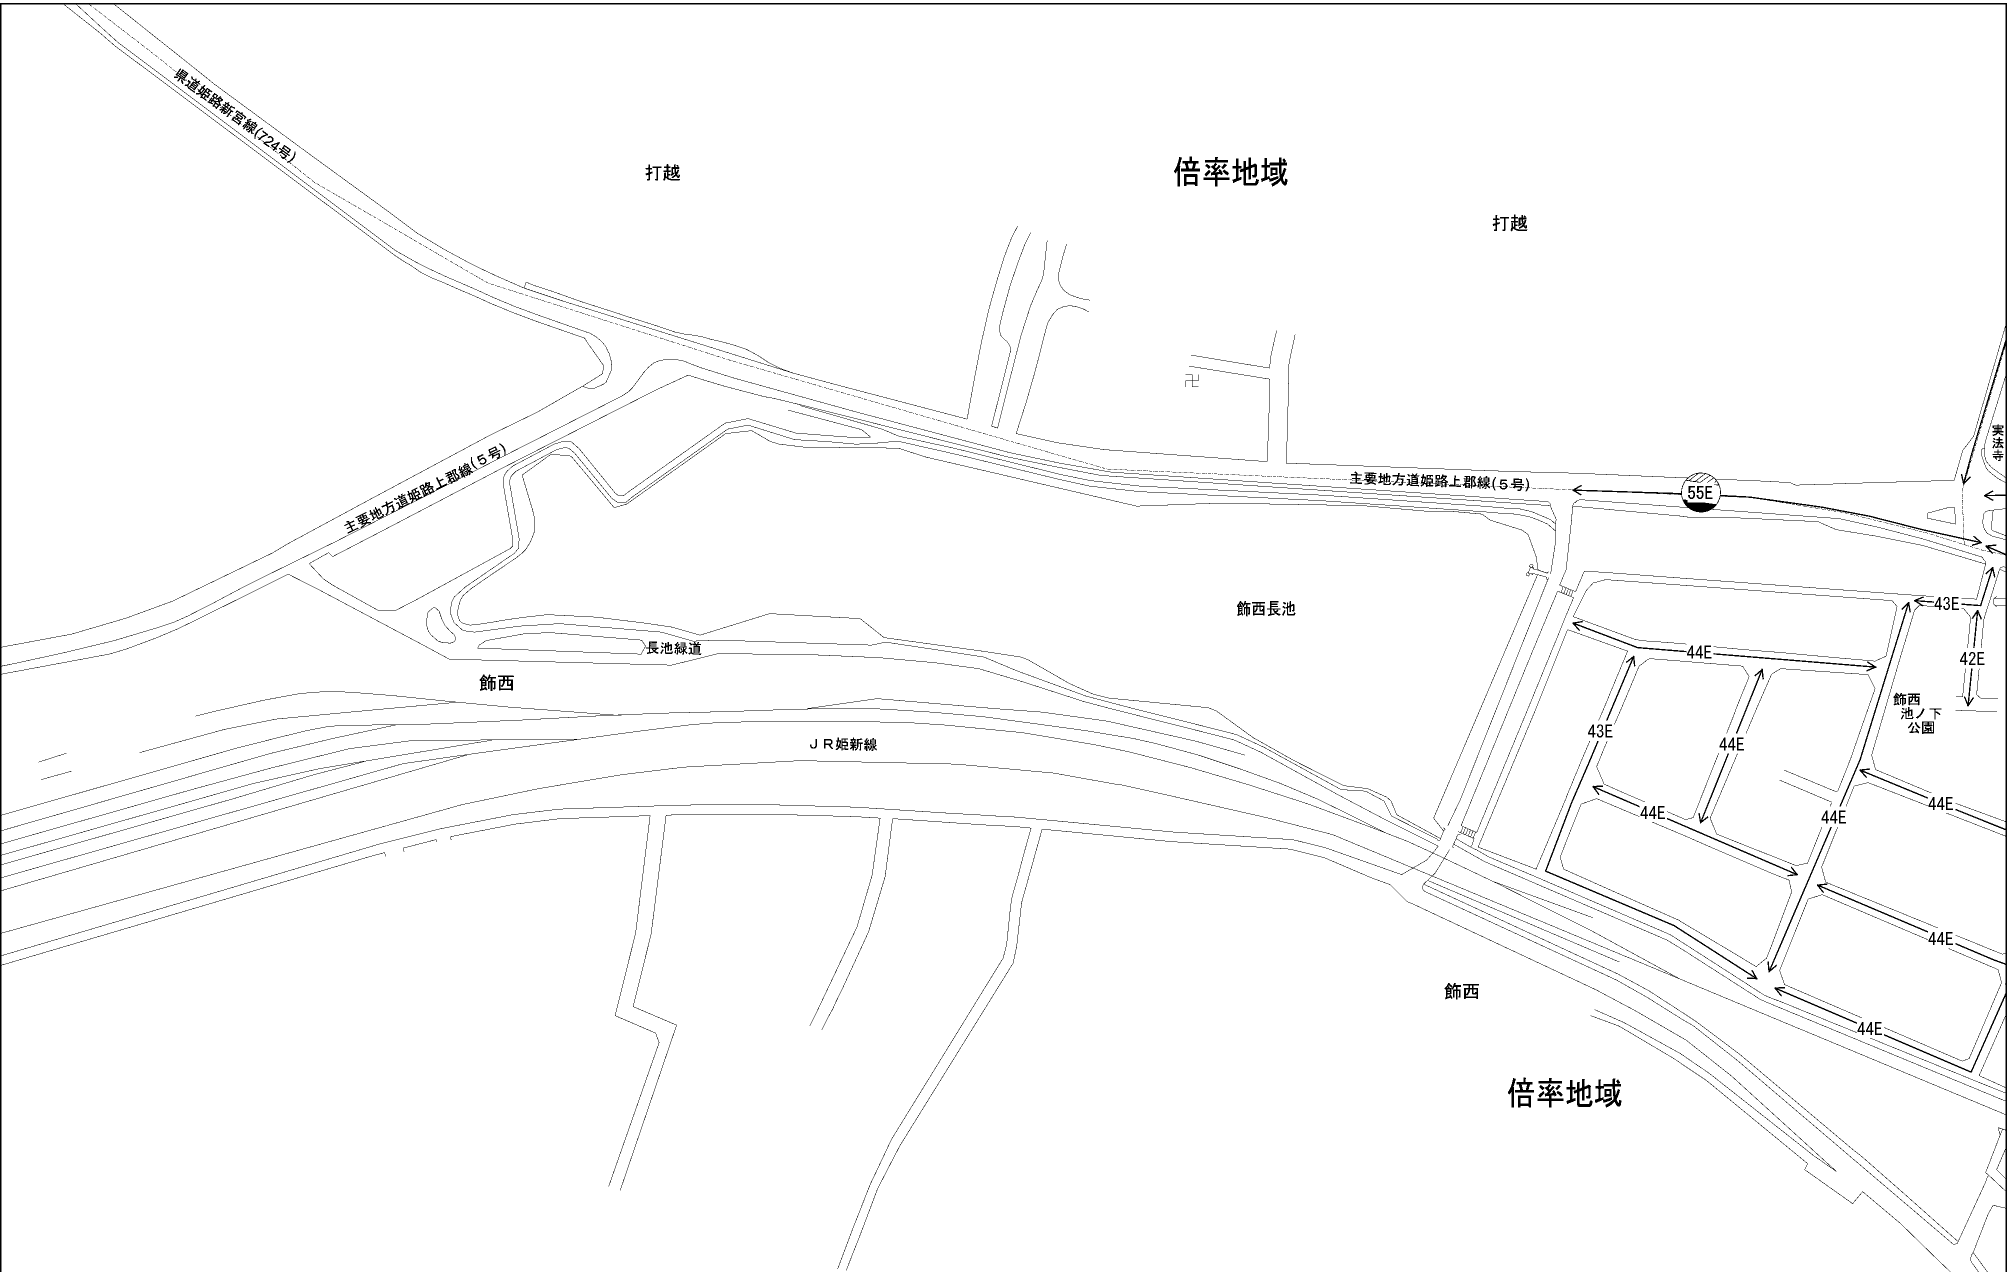 県道姫路新宮線(724号)
打越
倍率地域
打越
実法寺
主要地方道姫路上郡線(5号)
主要地方道姫路上郡線(5号)
55E
飾西長池
43E
長池緑道
44E
42E
飾西
飾西
池ノ下
公園
43E
44E
JR姫新線
44E
44E
44E
44E
飾西
44E
倍率地域